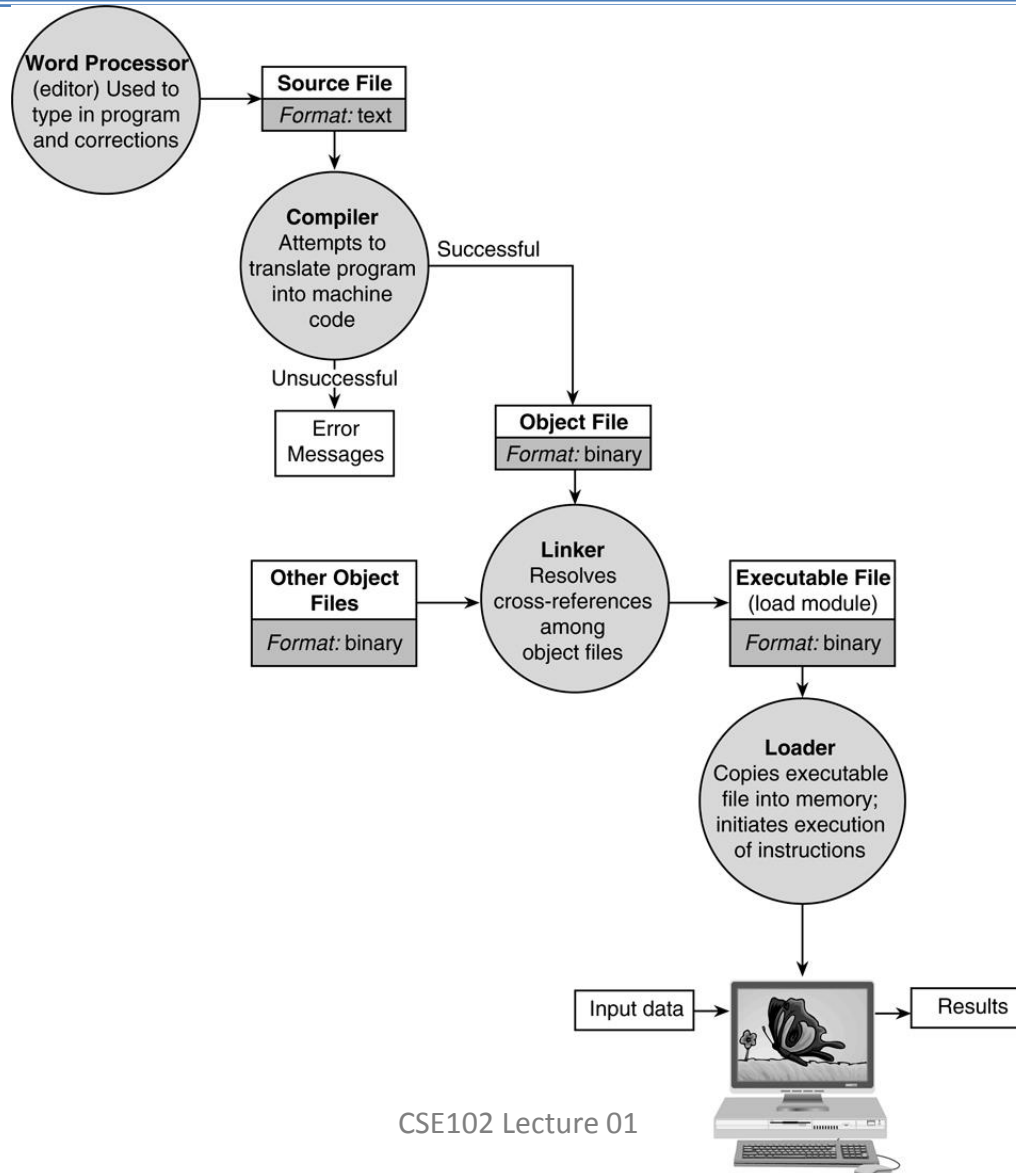 Word Processor
(editor) Used to
type in program
and corrections
Source File
Format: text
Compiler
Attempts to
translate program
into machine
code
Successful
Unsuccessful
Error
Messages
Object File
Format: binary
Other Object
Files
Format: binary
Linker
Resolves
cross-references
among
object files
Executable File
(load module)
Format: binary
Loader
Copies executable
file into memory;
initiates execution
of instructions
Input data
Results
CSE102 Lecture 01